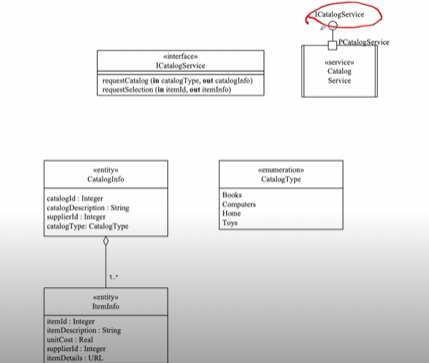 ICatalogService
PCatalogService
«service»
Catalog
Service
«interface»
ICatalogService
requestCatalog (in catalogType, out catalogInfo)
requestSelection (in itemId, out itemInfo)
«entity»
CatalogInfo
catalogId : Integer
catalogDescription : String
supplierId : Integer
catalogType: CatalogType
«enumeration»
CatalogType
Books
Computers
Home
Toys
1..*
«entity»
ItemInfo
itemId : Integer
itemDescription : String
unitCost : Real
supplierId : Integer
itemDetails : URL